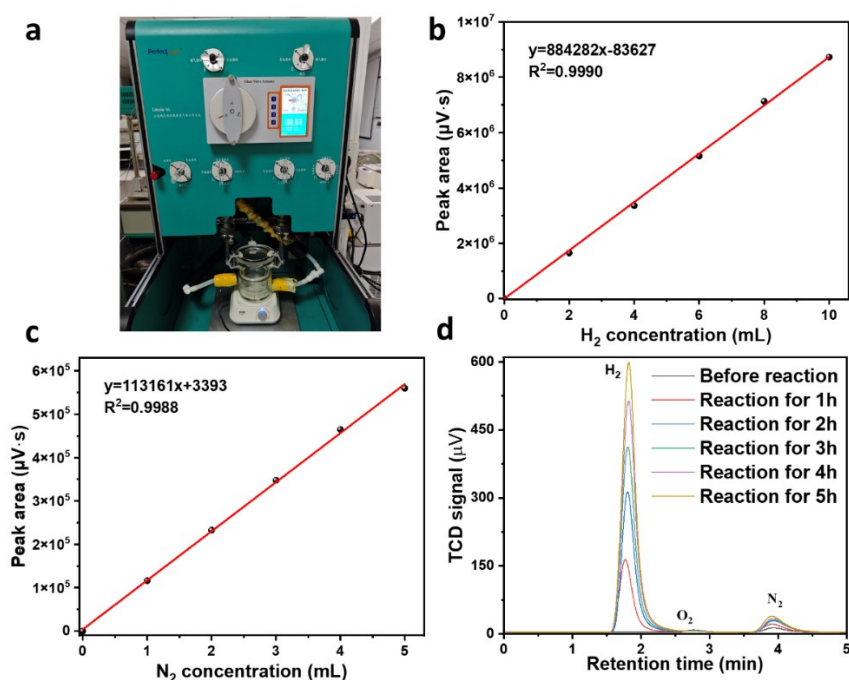 a
b
y=884282x-83627
R²=0.9990
Peak area (μV·s)
1×10⁷
8×10⁶
6×10⁶
4×10⁶
2×10⁶
0
0 2 4 6 8 10
H₂ concentration (mL)
c
y=113161x+3393
R²=0.9988
Peak area (μV·s)
6×10⁵
5×10⁵
4×10⁵
3×10⁵
2×10⁵
1×10⁵
0
0 1 2 3 4 5
N₂ concentration (mL)
d
TCD signal (μV)
600
450
300
150
0
H₂
O₂
N₂
Before reaction
Reaction for 1h
Reaction for 2h
Reaction for 3h
Reaction for 4h
Reaction for 5h
0 1 2 3 4 5
Retention time (min)